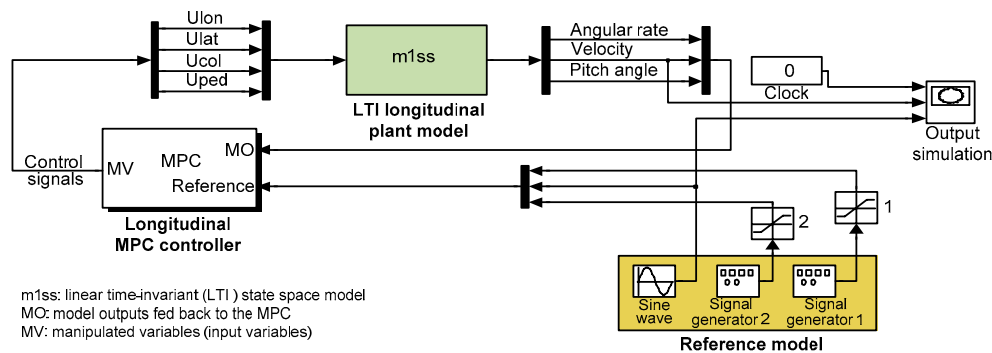 Ulon
Ulat
Ucol
Uped
m1ss
LTI longitudinal
plant model
Angular rate
Velocity
Pitch angle
0
Clock
Output
simulation
Control
signals
MV
MPC
MO
Reference
Longitudinal
MPC controller
2
1
Sine
wave
Signal
generator 2
Signal
generator 1
Reference model
m1ss: linear time-invariant (LTI ) state space model
MO: model outputs fed back to the MPC
MV: manipulated variables (input variables)